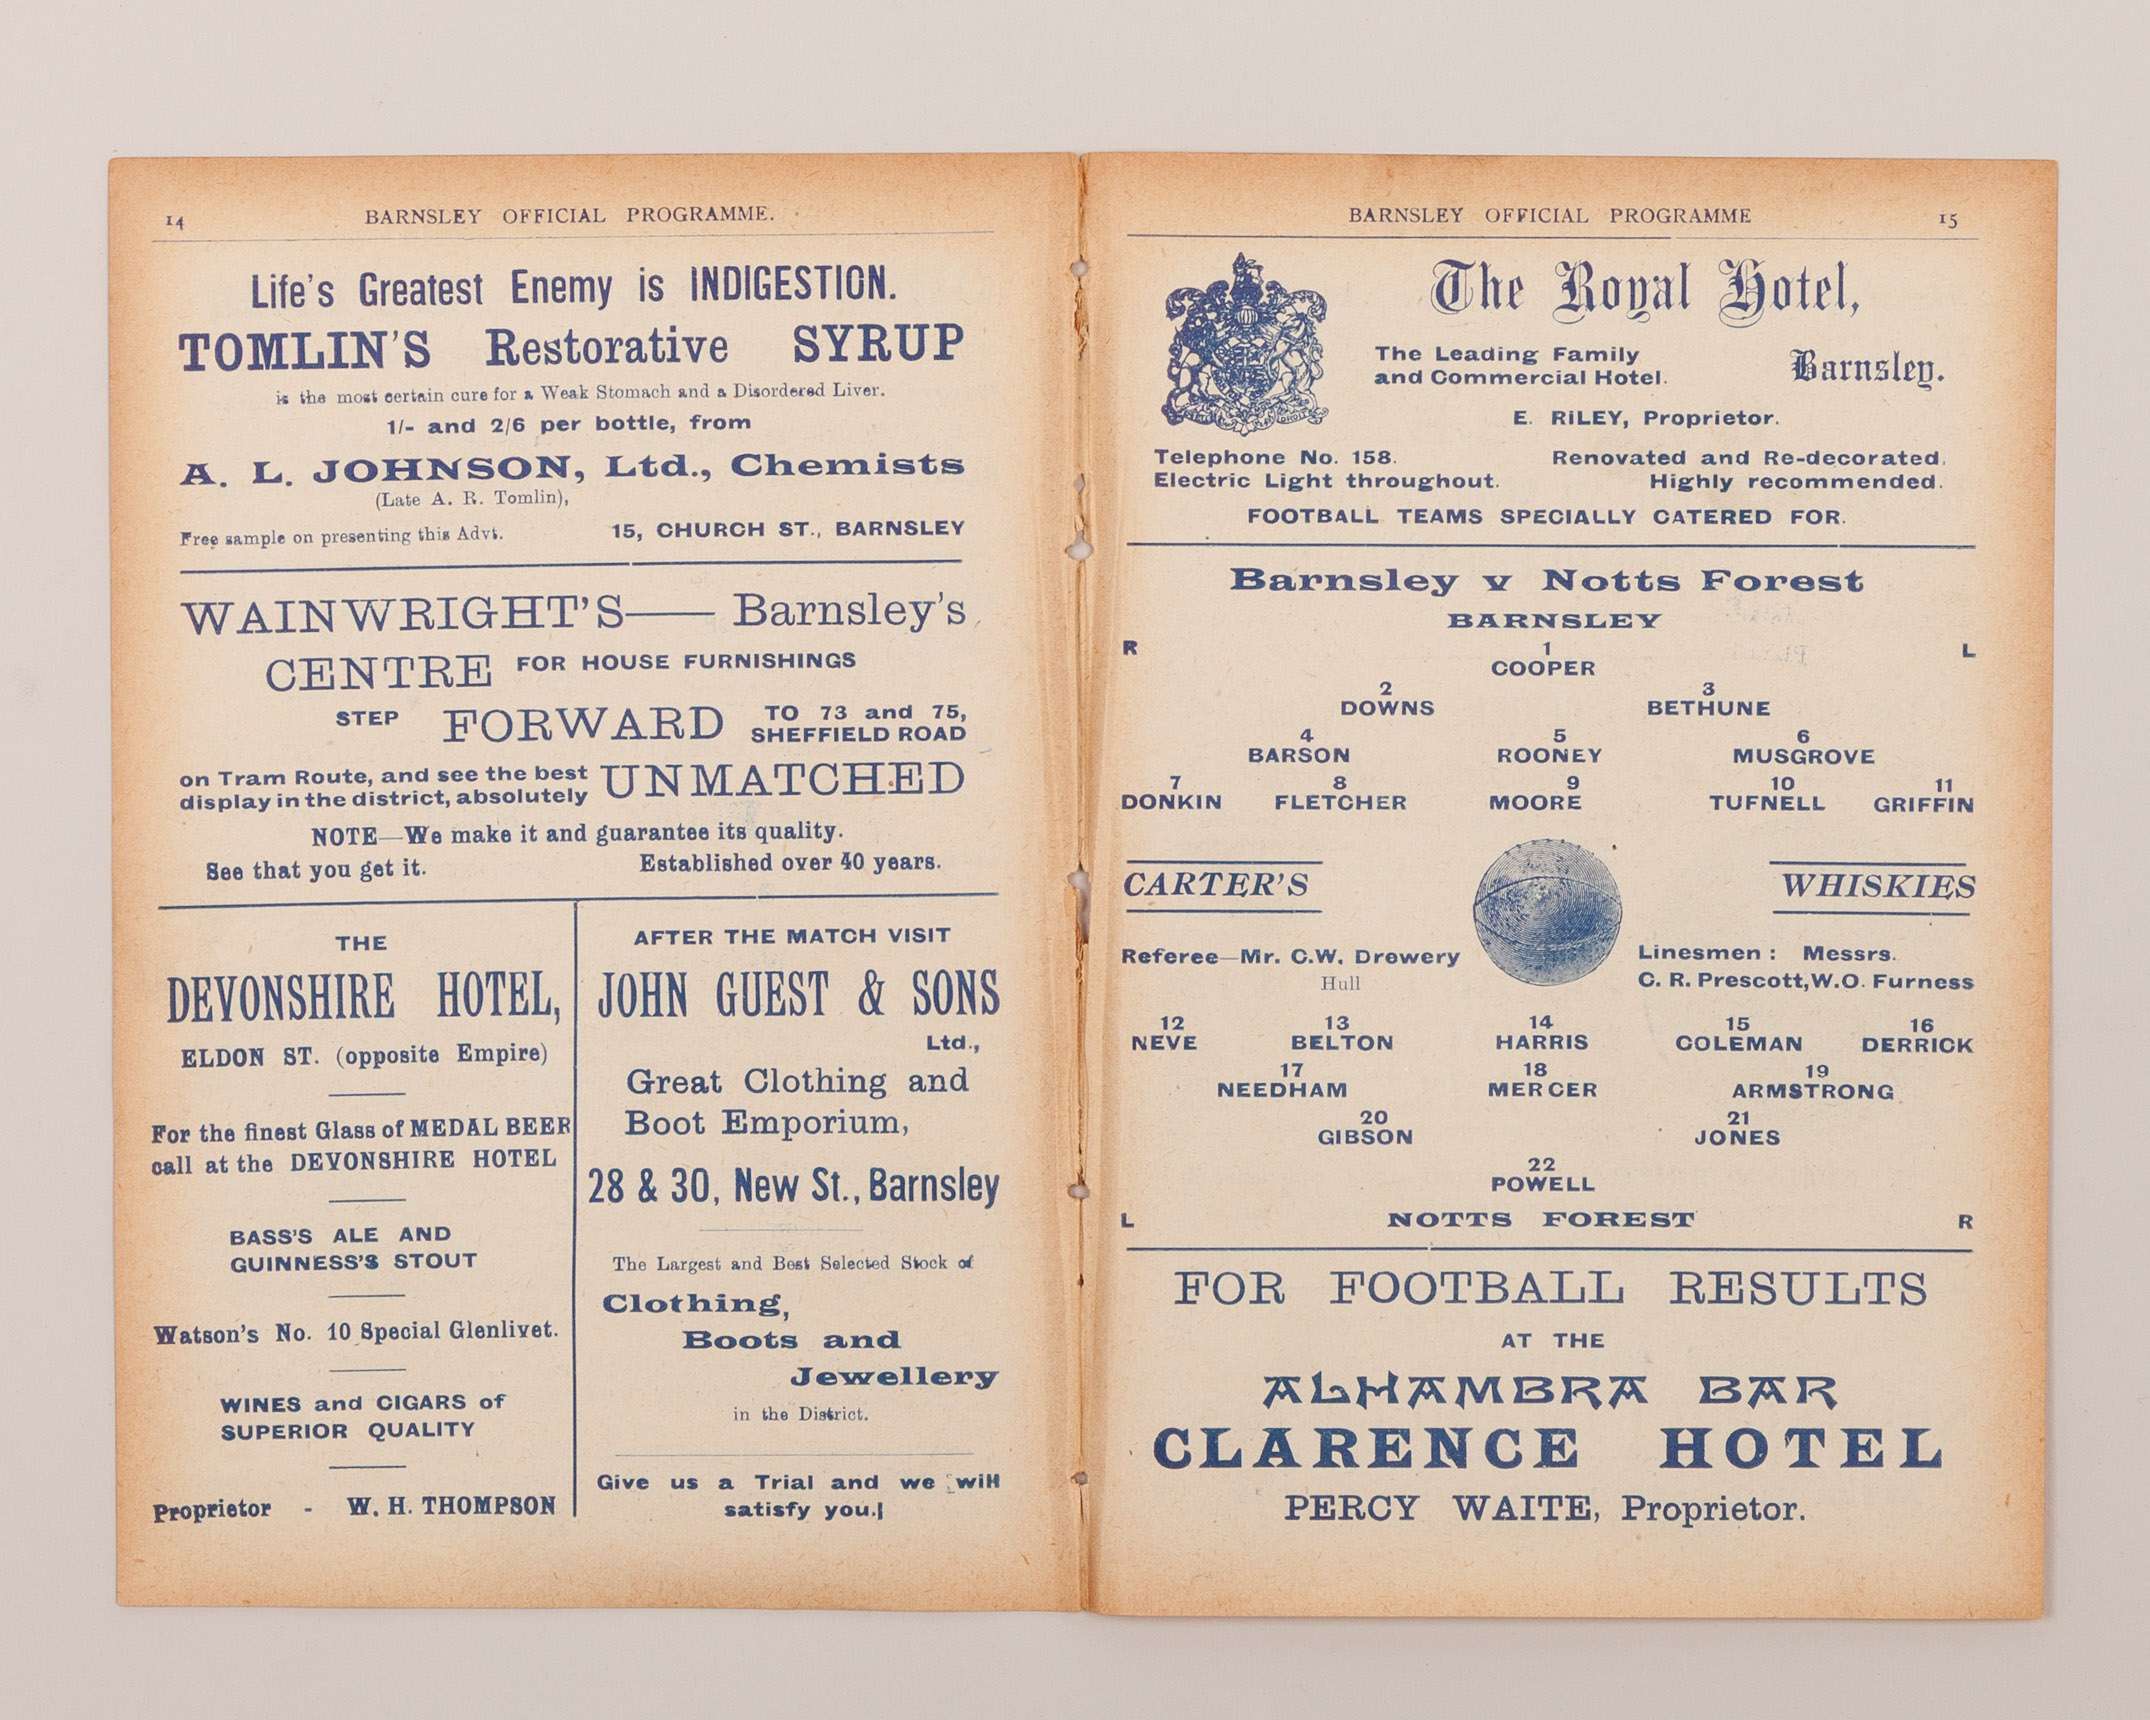 14
BARNSLEY OFFICIAL PROGRAMME.
Life's Greatest Enemy is INDIGESTION.
TOMLIN'S Restorative SYRUP
is the most certain cure for a Weak Stomach and a Disordered Liver.
1/- and 2/6 per bottle, from
A. L. JOHNSON, Ltd., Chemists
(Late A. R. Tomlin),
Free sample on presenting this Advt. 15, CHURCH ST., BARNSLEY
WAINWRIGHT'S— Barnsley's
CENTRE FOR HOUSE FURNISHINGS
STEP FORWARD TO 73 and 75,
SHEFFIELD ROAD
on Tram Route, and see the best
display in the district, absolutely UNMATCHED
NOTE—We make it and guarantee its quality.
See that you get it. Established over 40 years.
THE
DEVONSHIRE HOTEL,
ELDON ST. (opposite Empire)
For the finest Glass of MEDAL BEER
call at the DEVONSHIRE HOTEL
BASS'S ALE AND
GUINNESS'S STOUT
Watson's No. 10 Special Glenlivet.
WINES and CIGARS of
SUPERIOR QUALITY
Proprietor - W. H. THOMPSON
AFTER THE MATCH VISIT
JOHN GUEST & SONS
Ltd.,
Great Clothing and
Boot Emporium,
28 & 30, New St., Barnsley
The Largest and Best Selected Stock of
Clothing,
Boots and
Jewellery
in the District.
Give us a Trial and we will
satisfy you.
BARNSLEY OFFICIAL PROGRAMME
15
The Royal Hotel,
The Leading Family
and Commercial Hotel.
Barnsley.
E. RILEY, Proprietor.
Telephone No. 158. Renovated and Re-decorated.
Electric Light throughout. Highly recommended.
FOOTBALL TEAMS SPECIALLY CATERED FOR.
Barnsley v Notts Forest
BARNSLEY
R L
1
COOPER
2 3
DOWNS BETHUNE
4 5 6
BARSON ROONEY MUSGROVE
7 8 9 10 11
DONKIN FLETCHER MOORE TUFNELL GRIFFIN
CARTER'S WHISKIES
Referee—Mr. C.W. Drewery
Hull
Linesmen : Messrs.
C. R. Prescott, W.O. Furness
12 13 14 15 16
NEVE BELTON HARRIS COLEMAN DERRICK
17 18 19
NEEDHAM MERCER ARMSTRONG
20 21
GIBSON JONES
22
POWELL
L NOTTS FOREST R
FOR FOOTBALL RESULTS
AT THE
ALHAMBRA BAR
CLARENCE HOTEL
PERCY WAITE, Proprietor.